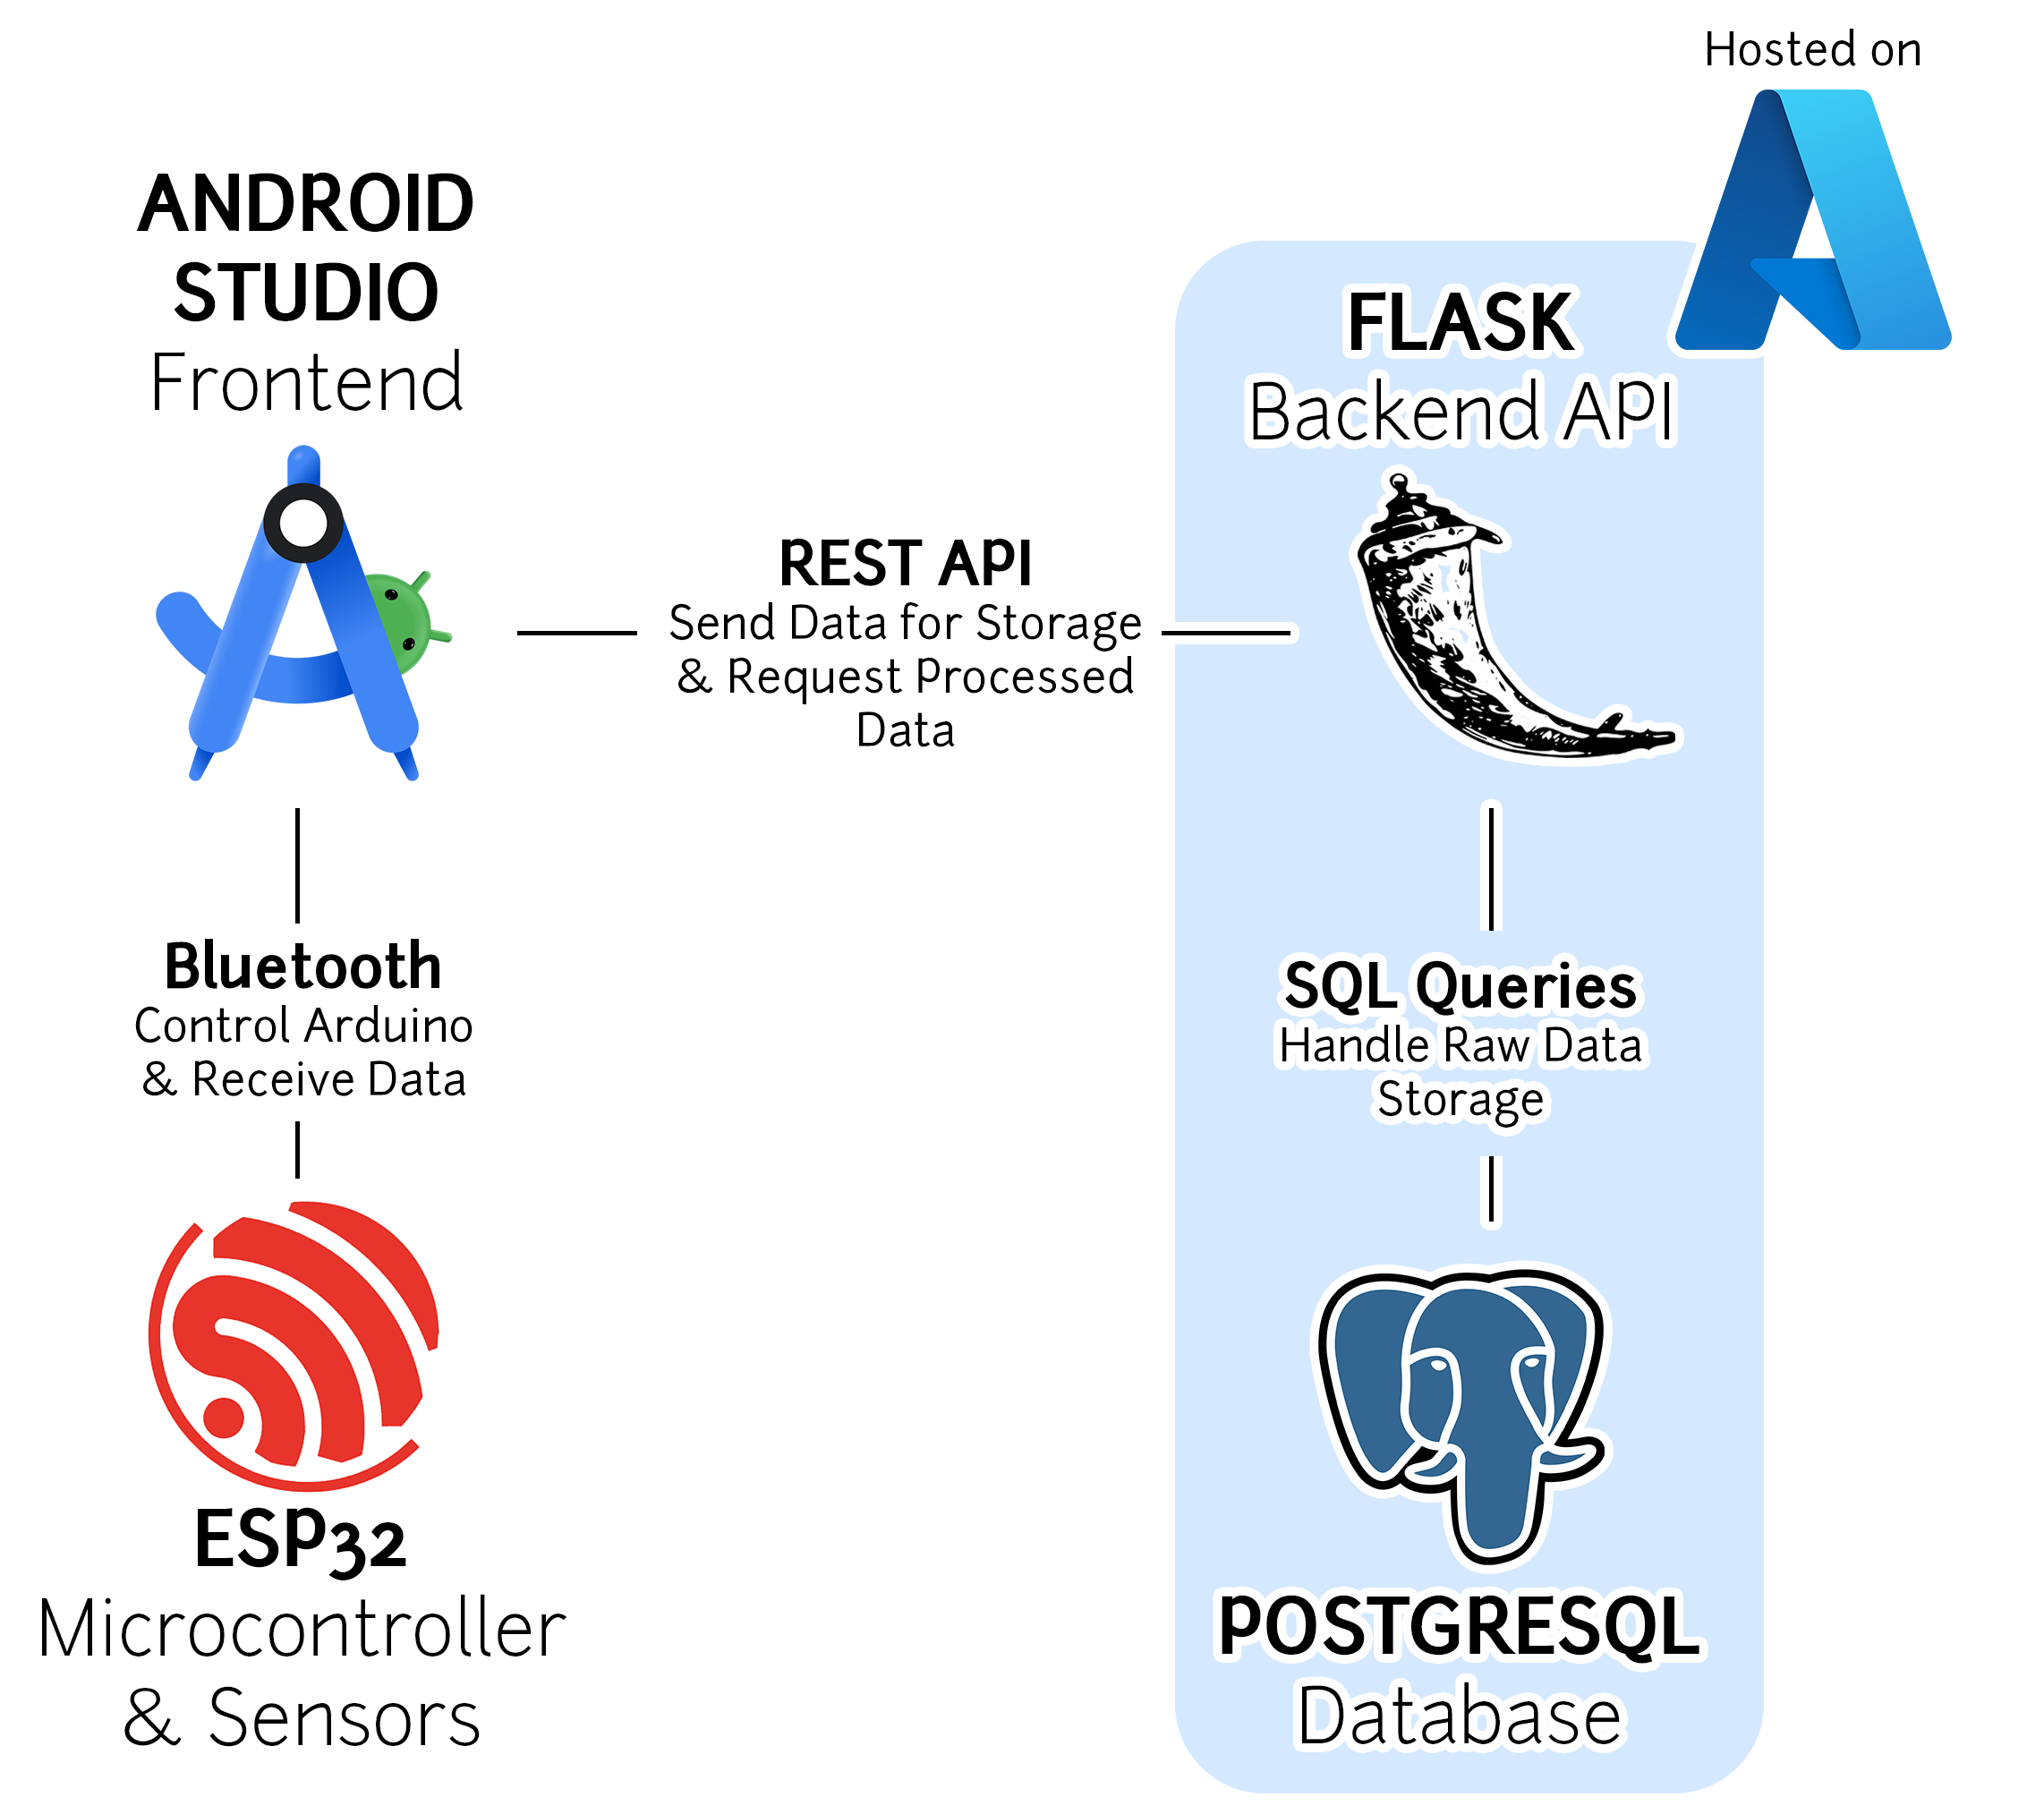 Hosted on
ANDROID
STUDIO
Frontend
FLASK
Backend API
REST API
Send Data for Storage
& Request Processed
Data
Bluetooth
Control Arduino
& Receive Data
SQL Queries
Handle Raw Data
Storage
ESP32
Microcontroller
& Sensors
POSTGRESQL
Database